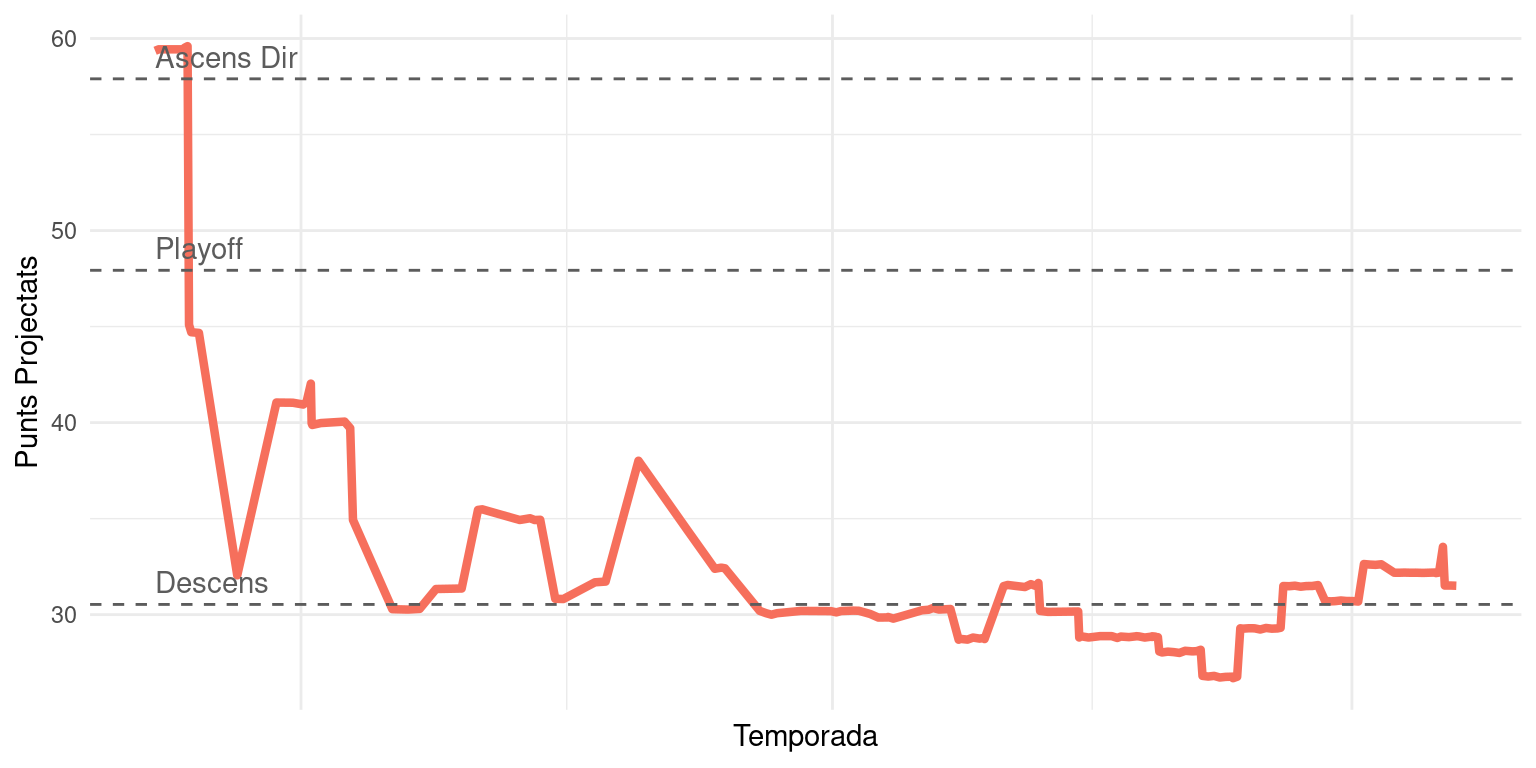 60
Ascens Dir
50
Playoff
40
Descens
30
Punts Projectats
Temporada